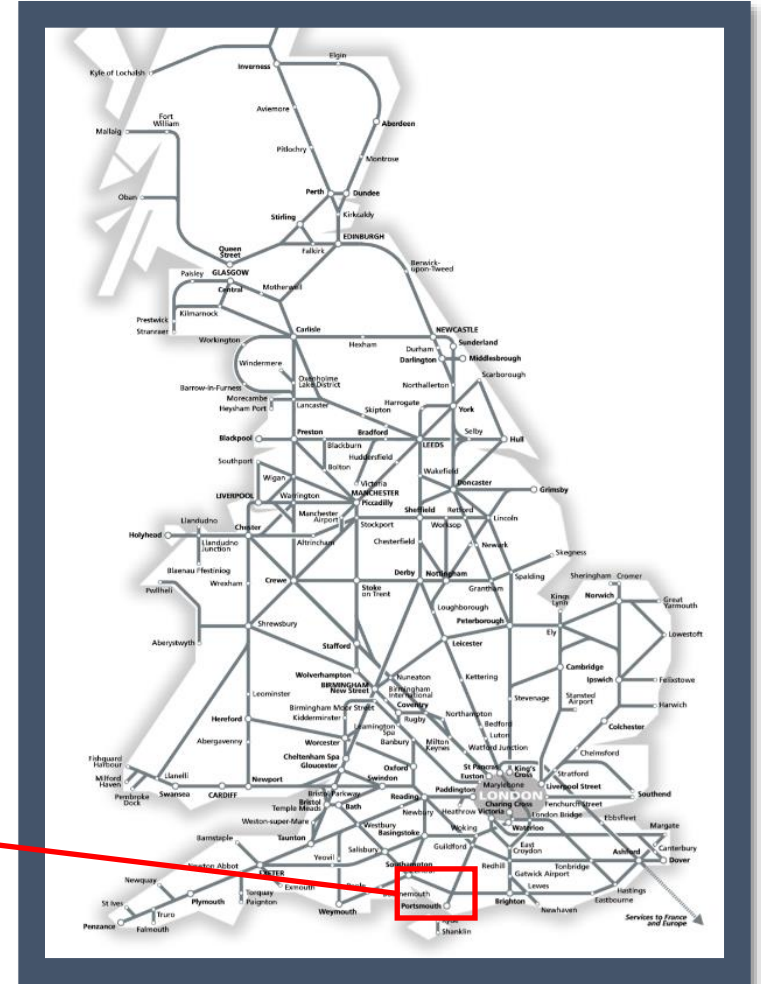 Elgin
Inverness
Kyle of Lochalsh
Aviemore
Fort
William
Mallaig
Aberdeen
Pitlochry
Montrose
Perth
Dundee
Oban
Stirling
Kirkcaldy
EDINBURGH
Queen
Street
Falkirk
Berwick-
upon-Tweed
Paisley
GLASGOW
Central
Motherwell
Prestwick
Kilmarnock
Stranraer
Carlisle
NEWCASTLE
Workington
Hexham
Durham
Sunderland
Darlington
Middlesbrough
Windermere
Scarborough
Oxenholme
Lake District
Barrow-in-Furness
Northallerton
Morecambe
Heysham Port
Lancaster
Harrogate
Skipton
York
Blackpool
Preston
Bradford
LEEDS
Selby
Hull
Blackburn
Huddersfield
Southport
Bolton
Wakefield
Wigan
Victoria
Doncaster
LIVERPOOL
Warrington
MANCHESTER
Piccadilly
Grimsby
Sheffield
Retford
Llandudno
Manchester
Airport
Lincoln
Holyhead
Chester
Stockport
Worksop
Llandudno
Junction
Altrincham
Chesterfield
Newark
Skegness
Blaenau Ffestiniog
Derby
Nottingham
Pwllheli
Wrexham
Crewe
Stoke
on Trent
Grantham
Spalding
Sheringham
Cromer
Kings
Lynn
Norwich
Great
Yarmouth
Loughborough
Peterborough
Shrewsbury
Ely
Lowestoft
Aberystwyth
Stafford
Leicester
Wolverhampton
Cambridge
BIRMINGHAM
New Street
Nuneaton
Kettering
Ipswich
Felixstowe
Birmingham
International
Leominster
Stevenage
Stansted
Airport
Birmingham Moor Street
Coventry
Harwich
Hereford
Kidderminster
Rugby
Northampton
Leamington
Spa
Bedford
Colchester
Abergavenny
Worcester
Banbury
Milton
Keynes
Luton
Watford Junction
Chelmsford
Cheltenham Spa
Fishguard
Harbour
Gloucester
Oxford
St Pancras
King's
Cross
Stratford
Milford
Haven
Llanelli
Newport
Swindon
Euston
Marylebone
Liverpool Street
Pembroke
Dock
Swansea
CARDIFF
Bristol Parkway
Paddington
LONDON
Southend
Bristol
Temple Meads
Bath
Reading
Charing Cross
Fenchurch Street
Newbury
Heathrow
Victoria
London Bridge
Ebbsfleet
Weston-super-Mare
Westbury
Basingstoke
Woking
Waterloo
Margate
Barnstaple
Taunton
Salisbury
Guildford
East
Croydon
Canterbury
Yeovil
Redhill
Tonbridge
Ashford
Dover
Newton Abbot
EXETER
Southampton
Gatwick Airport
Newquay
Exmouth
Lewes
Hastings
St Ives
Torquay
Paignton
Plymouth
Bournemouth
Portsmouth
Brighton
Eastbourne
Truro
Weymouth
Newhaven
Penzance
Falmouth
Shanklin
Services to France
and Europe